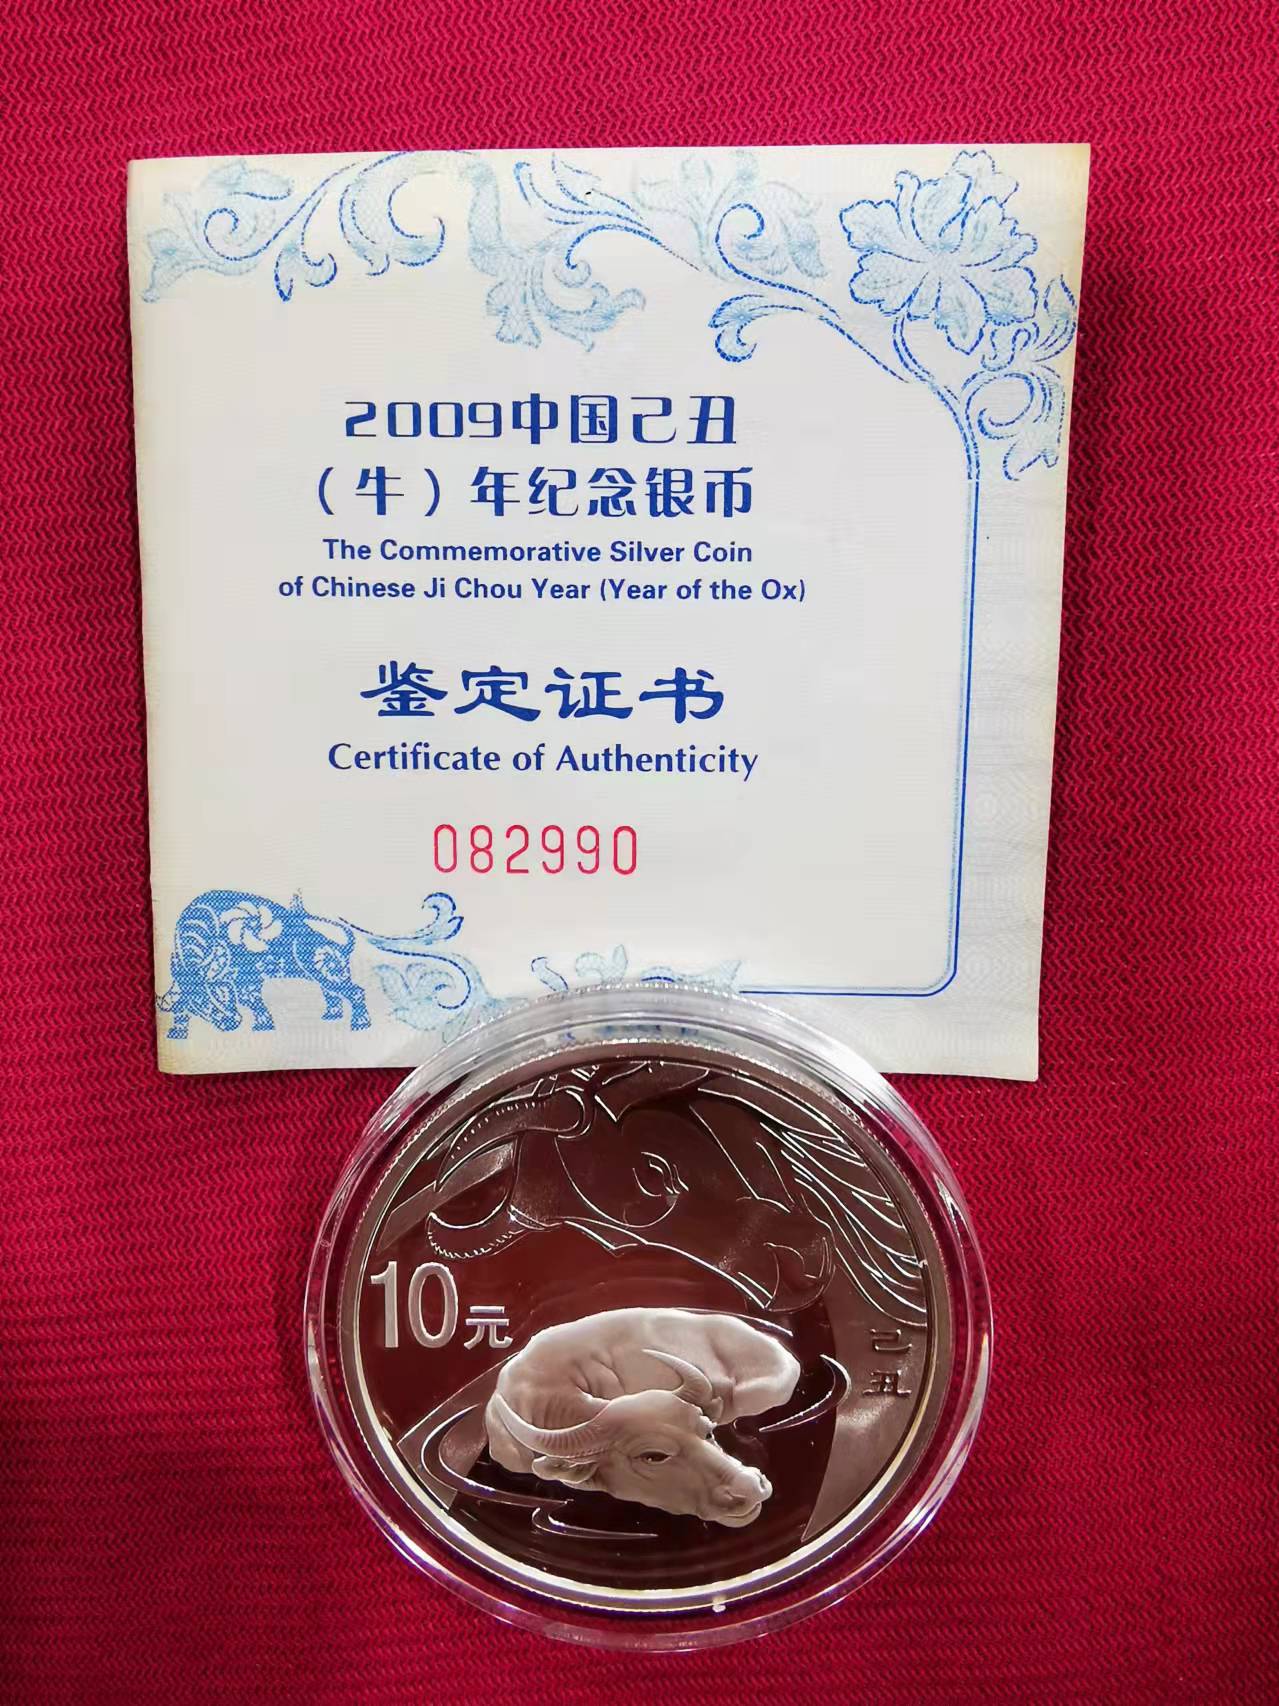 2009中国己丑
（牛）年纪念银币
The Commemorative Silver Coin
of Chinese Ji Chou Year (Year of the Ox)
鉴定证书
Certificate of Authenticity
082990
10元
己丑